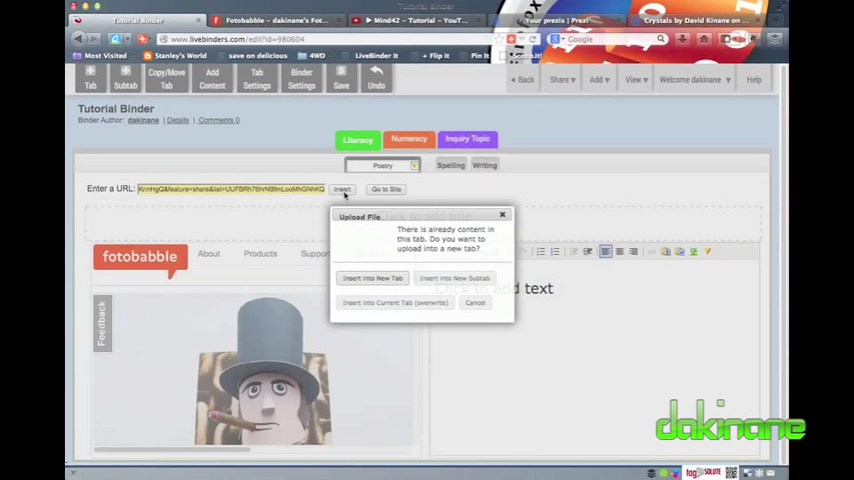 Tutorial Binder
Tutorial Binder
Fotobabble – dakinane's Fot...
Mind42 – Tutorial – YouT...
Your prezis | Prezi
Crystals by David Kinane on ...
www.livebinders.com/edit?id=980604
Google
Most Visited
Stanley's World
save on delicious
4WD
LiveBinder It
+ Flip it
Pin It
Scoop.it!
Tab
Subtab
Copy/Move Tab
Add Content
Tab Settings
Binder Settings
Save
Undo
Back
Share
Add
View
Welcome dakinane
Help
Tutorial Binder
Binder Author: dakinane | Details | Comments 0
Literacy
Numeracy
Inquiry Topic
Poetry
Spelling
Writing
Enter a URL:
Insert
Go to Site
Upload File
There is already content in
this tab. Do you want to
upload into a new tab?
Insert into New Tab
Insert into New Subtab
Insert into Current Tab (overwrite)
Cancel
fotobabble
About
Products
Feedback
dd text
dakinane